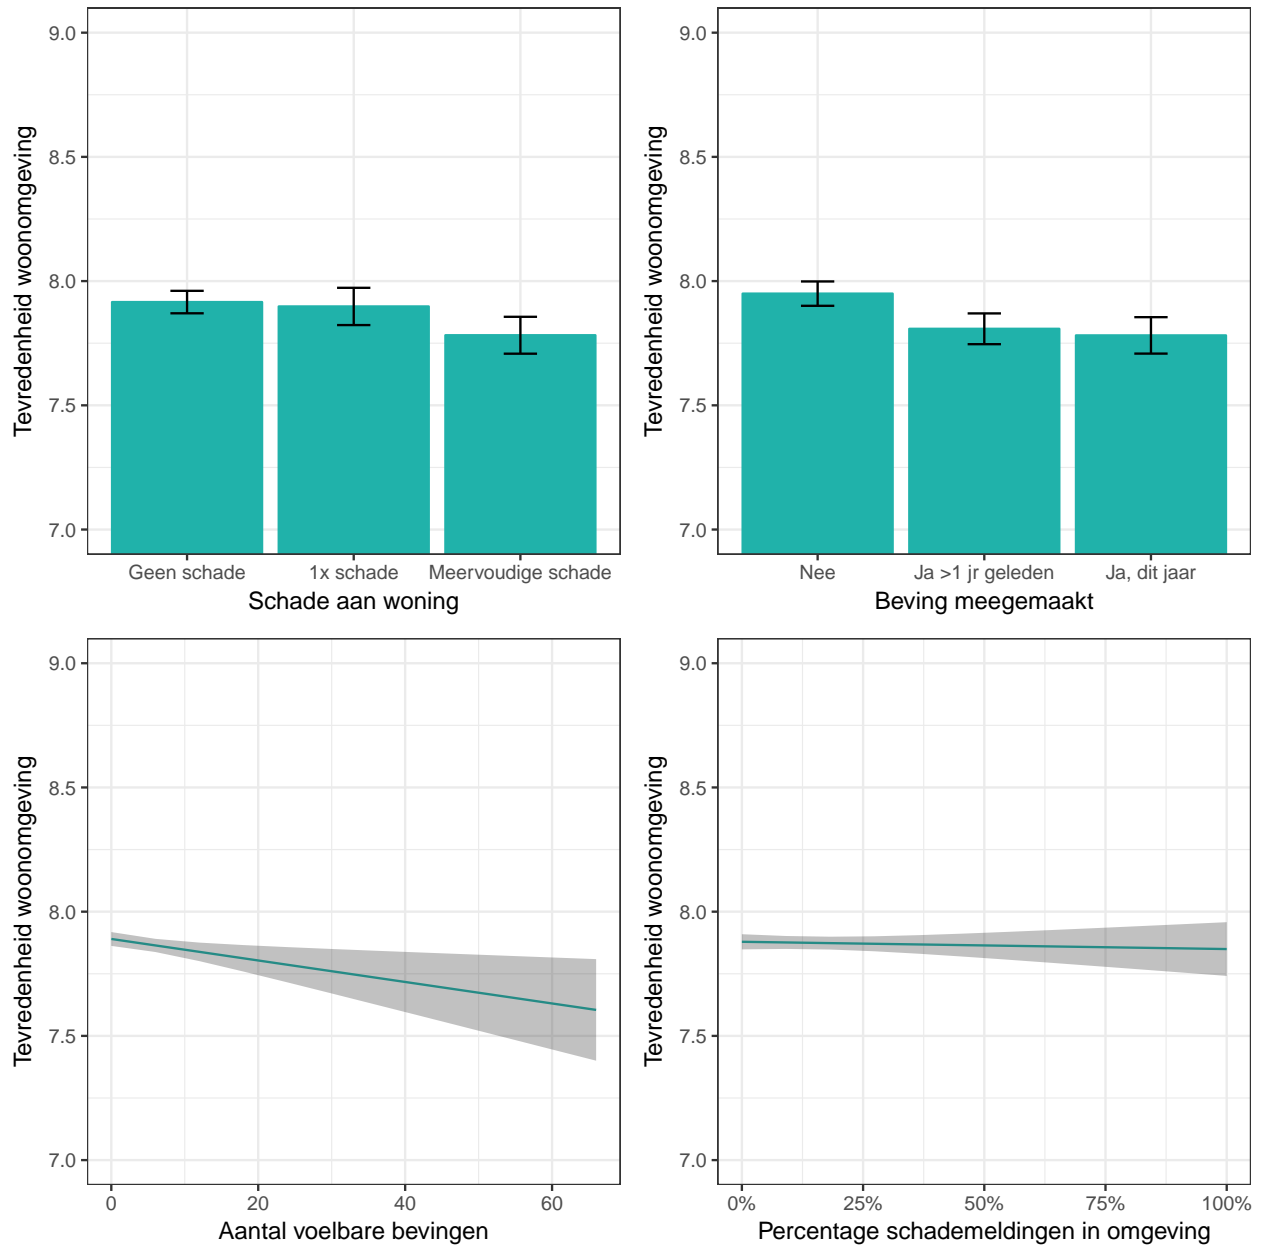 Tevredenheid woonomgeving
9.0
8.5
8.0
7.5
7.0
Geen schade 1x schade Meervoudige schade
Schade aan woning
Tevredenheid woonomgeving
9.0
8.5
8.0
7.5
7.0
Nee Ja >1 jr geleden Ja, dit jaar
Beving meegemaakt
Tevredenheid woonomgeving
9.0
8.5
8.0
7.5
7.0
0 20 40 60
Aantal voelbare bevingen
Tevredenheid woonomgeving
9.0
8.5
8.0
7.5
7.0
0% 25% 50% 75% 100%
Percentage schademeldingen in omgeving